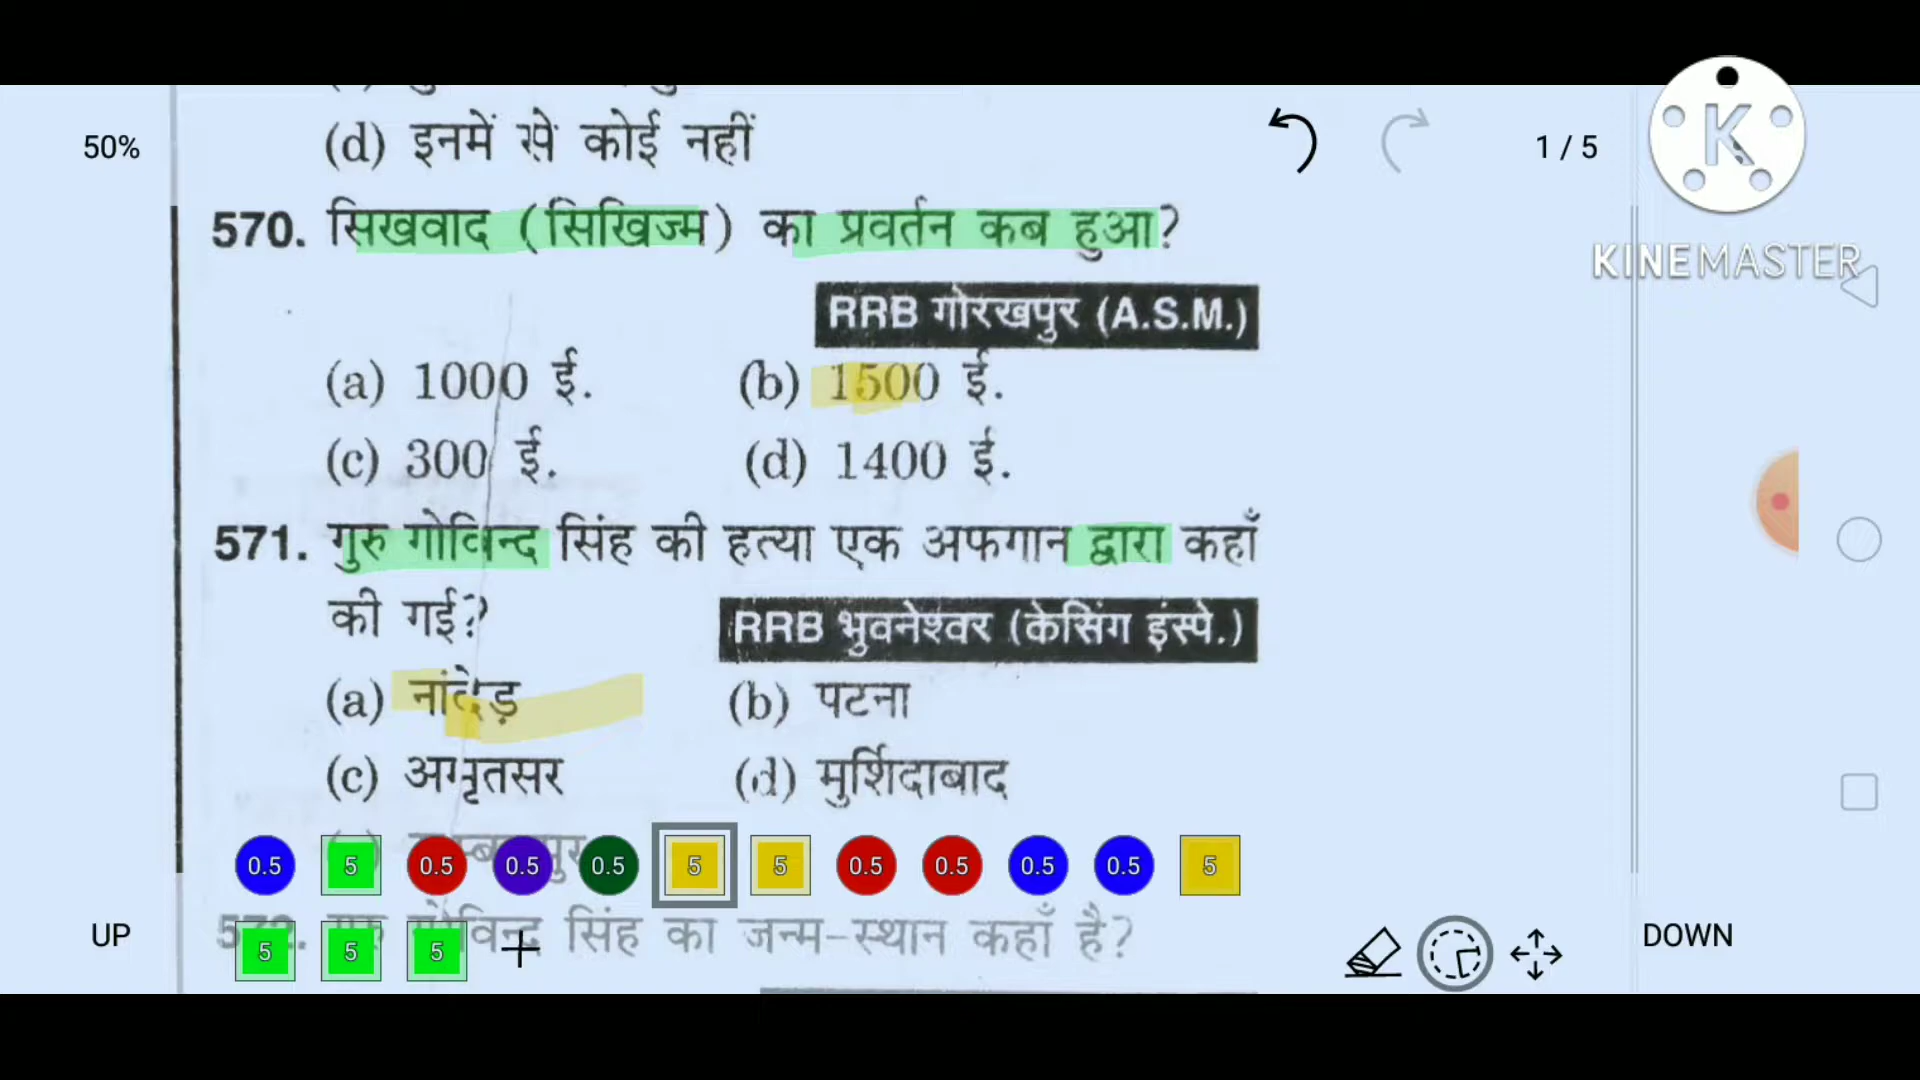 50%
(d) इनमें से कोई नहीं
1 / 5
K
KINEMASTER
570. सिखवाद (सिखिज्म) का प्रवर्तन कब हुआ?
RRB गोरखपुर (A.S.M.)
(a) 1000 ई. (b) 1500 ई.
(c) 300 ई. (d) 1400 ई.
571. गुरु गोविन्द सिंह की हत्या एक अफगान द्वारा कहाँ
की गई?
RRB भुवनेश्वर (केसिंग इंस्पे.)
(a) नांदेड़ (b) पटना
(c) अमृतसर (d) मुर्शिदाबाद
0.5 5 0.5 0.5 0.5 5 5 0.5 0.5 0.5 0.5 5
UP
572. गुरु गोविन्द सिंह का जन्म-स्थान कहाँ है?
DOWN
5 5 5 +